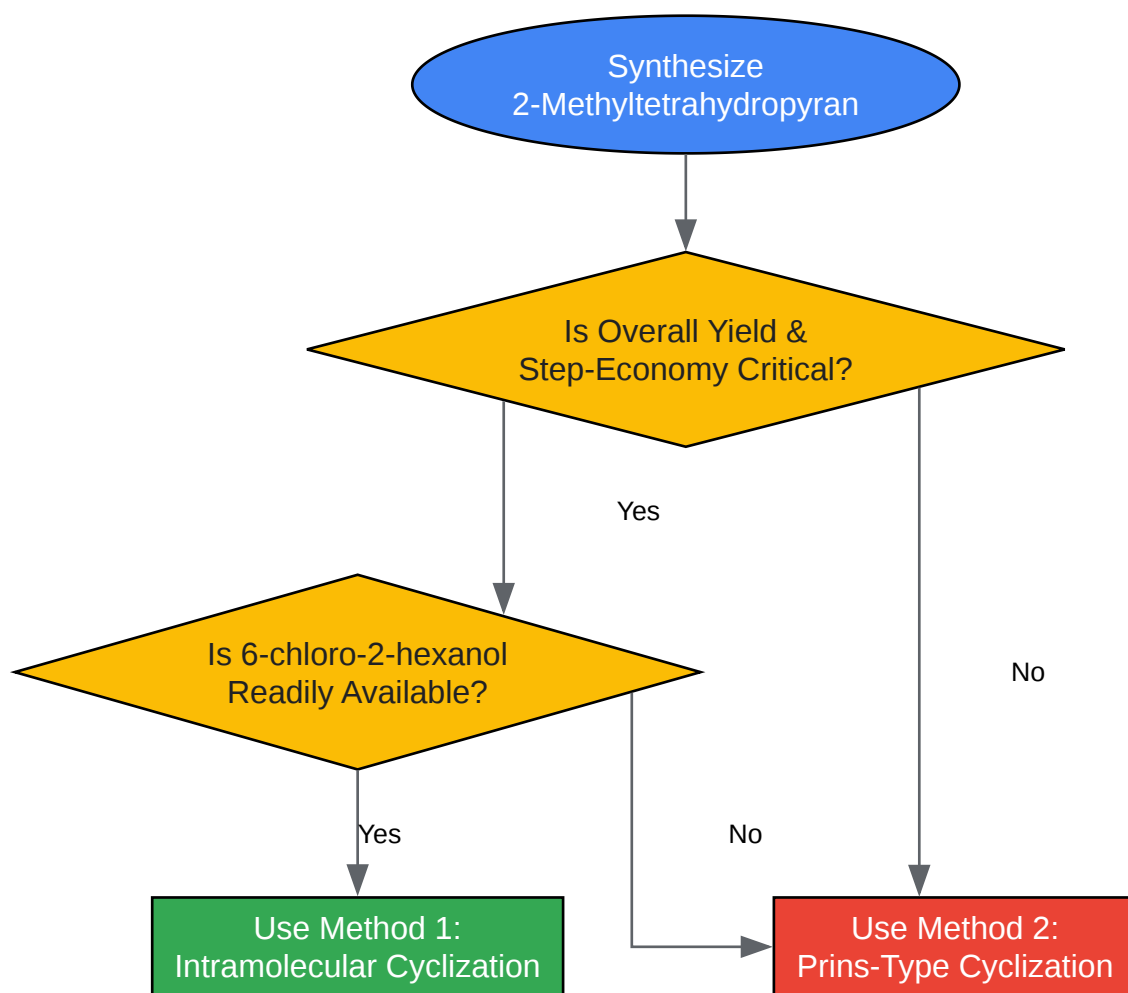 Synthesize
2-Methyltetrahydropyran
Is Overall Yield &
Step-Economy Critical?
Yes
Is 6-chloro-2-hexanol
Readily Available?
No
Yes
No
Use Method 1:
Intramolecular Cyclization
Use Method 2:
Prins-Type Cyclization